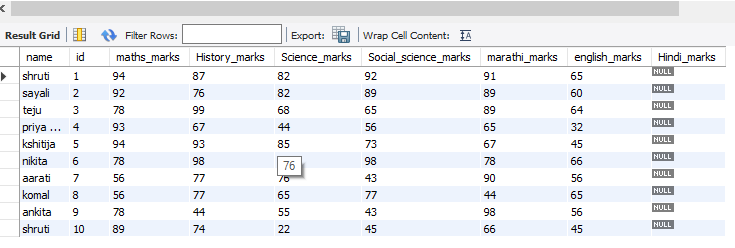 Result Grid Filter Rows: Export: Wrap Cell Content: IA
name id maths_marks History_marks Science_marks Social_science_marks marathi_marks english_marks Hindi_marks
shruti 1 94 87 82 92 91 65 NULL
sayali 2 92 76 82 89 89 60 NULL
teju 3 78 99 68 65 89 64 NULL
priya ... 4 93 67 44 56 65 32 NULL
kshitija 5 94 93 85 73 67 45 NULL
nikita 6 78 98 98 78 66 NULL
76
aarati 7 56 77 76 43 90 56 NULL
komal 8 56 77 65 77 44 65 NULL
ankita 9 78 44 55 43 98 56 NULL
shruti 10 89 74 22 45 66 45 NULL